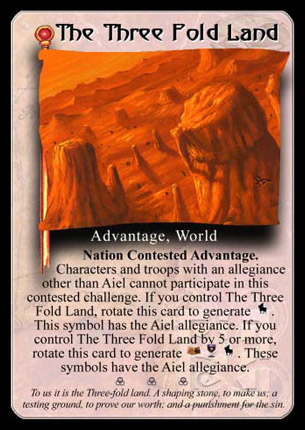 The Three Fold Land
Advantage, World
Nation Contested Advantage.
Characters and troops with an allegiance
other than Aiel cannot participate in this
contested challenge. If you control The Three
Fold Land, rotate this card to generate .
This symbol has the Aiel allegiance. If you
control The Three Fold Land by 5 or more,
rotate this card to generate . These
symbols have the Aiel allegiance.
To us it is the Three-fold land. A shaping stone, to make us; a
testing ground, to prove our worth; and a punishment for the sin.